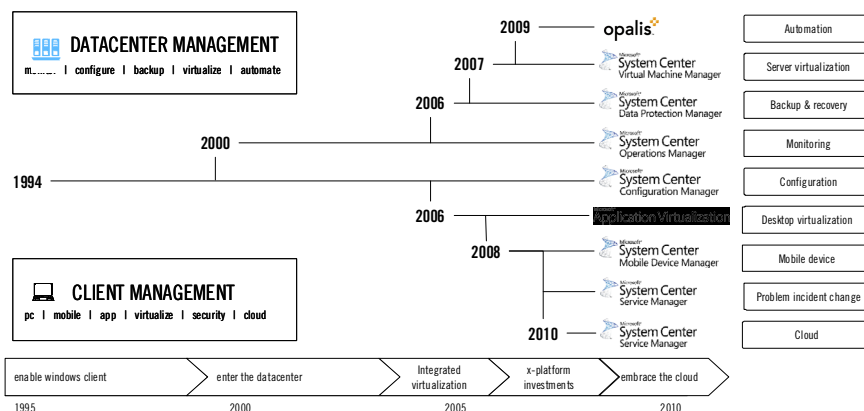 DATACENTER MANAGEMENT
configure | backup | virtualize | automate
2009
opalis
Automation
2007
Microsoft
System Center
Virtual Machine Manager
Server virtualization
2006
Microsoft
System Center
Data Protection Manager
Backup & recovery
2000
Microsoft
System Center
Operations Manager
Monitoring
1994
Microsoft
System Center
Configuration Manager
Configuration
2006
Application Virtualization
Desktop virtualization
2008
Microsoft
System Center
Mobile Device Manager
Mobile device
CLIENT MANAGEMENT
pc | mobile | app | virtualize | security | cloud
Microsoft
System Center
Service Manager
Problem incident change
2010
Microsoft
System Center
Service Manager
Cloud
enable windows client
enter the datacenter
Integrated
virtualization
x-platform
investments
embrace the cloud
1995
2000
2005
2010